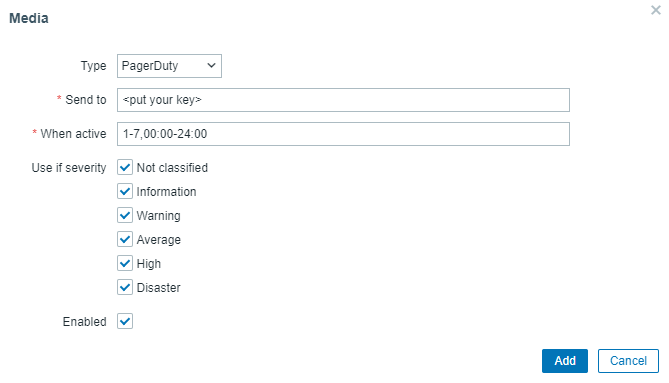 Media
Type PagerDuty
* Send to <put your key>
* When active 1-7,00:00-24:00
Use if severity Not classified
Information
Warning
Average
High
Disaster
Enabled
Add Cancel